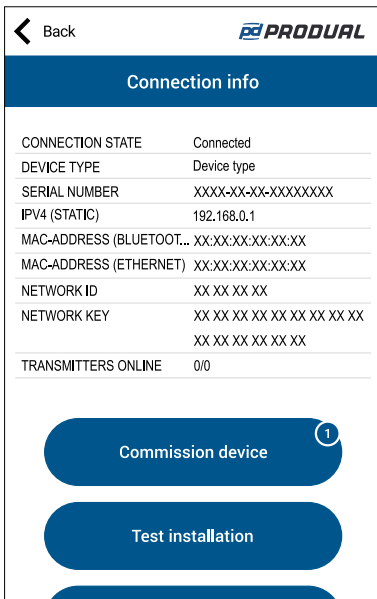 Back
pd PRODUAL
Connection info
CONNECTION STATE Connected
DEVICE TYPE Device type
SERIAL NUMBER XXXX-XX-XX-XXXXXXXX
IPV4 (STATIC) 192.168.0.1
MAC-ADDRESS (BLUETOOT... XX:XX:XX:XX:XX:XX
MAC-ADDRESS (ETHERNET) XX:XX:XX:XX:XX:XX
NETWORK ID XX XX XX XX
NETWORK KEY XX XX XX XX XX XX XX XX XX
XX XX XX XX XX XX
TRANSMITTERS ONLINE 0/0
1
Commission device
Test installation